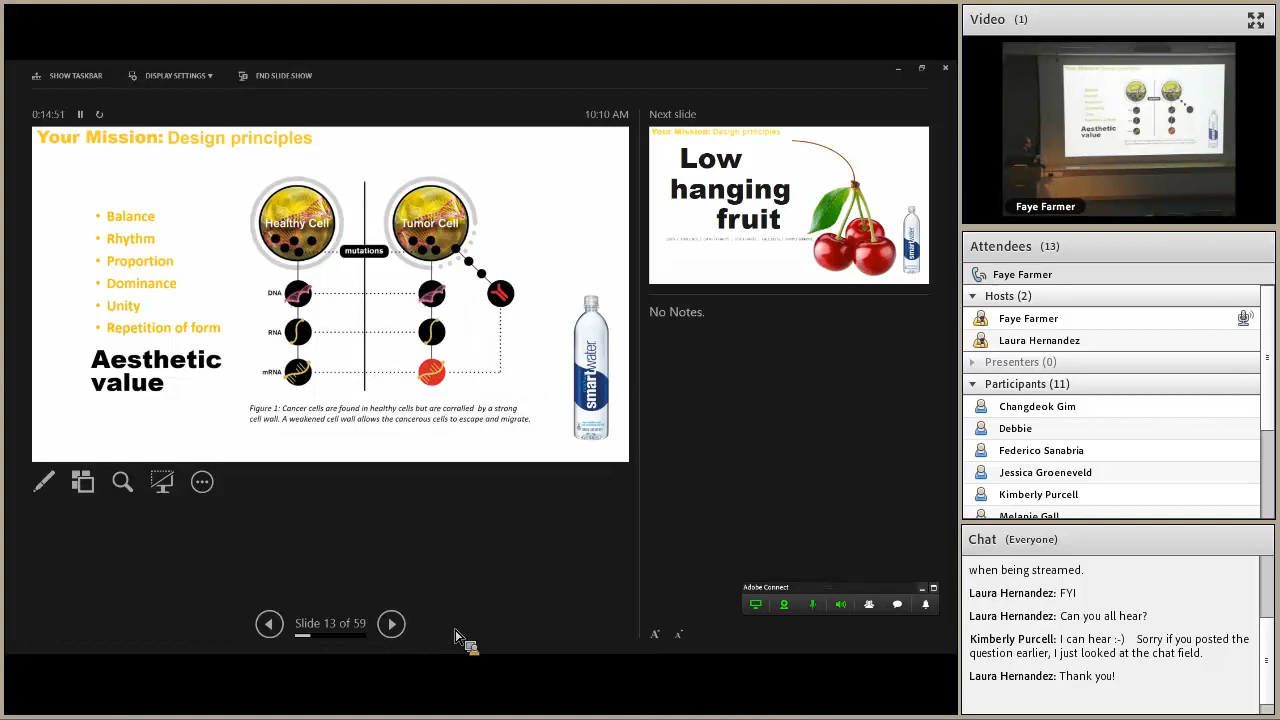 SHOW TASKBAR
DISPLAY SETTINGS ▾
END SLIDE SHOW
0:14:51
10:10 AM
Your Mission: Design principles
• Balance
• Rhythm
• Proportion
• Dominance
• Unity
• Repetition of form
Aesthetic
value
Healthy Cell
Tumor Cell
mutations
DNA
RNA
mRNA
Figure 1: Cancer cells are found in healthy cells but are corralled by a strong
cell wall. A weakened cell wall allows the cancerous cells to escape and migrate.
smartwater
Next slide
Your Mission: Design principles
Low
hanging
fruit
smartwater
No Notes.
Slide 13 of 59
Adobe Connect
A
A
Video (1)
Aesthetic
value
Faye Farmer
Attendees (13)
Faye Farmer
Hosts (2)
Faye Farmer
Laura Hernandez
Presenters (0)
Participants (11)
Changdeok Gim
Debbie
Federico Sanabria
Jessica Groeneveld
Kimberly Purcell
Melanie Gall
Chat (Everyone)
when being streamed.
Laura Hernandez: FYI
Laura Hernandez: Can you all hear?
Kimberly Purcell: I can hear :-) Sorry if you posted the
question earlier, I just looked at the chat field.
Laura Hernandez: Thank you!